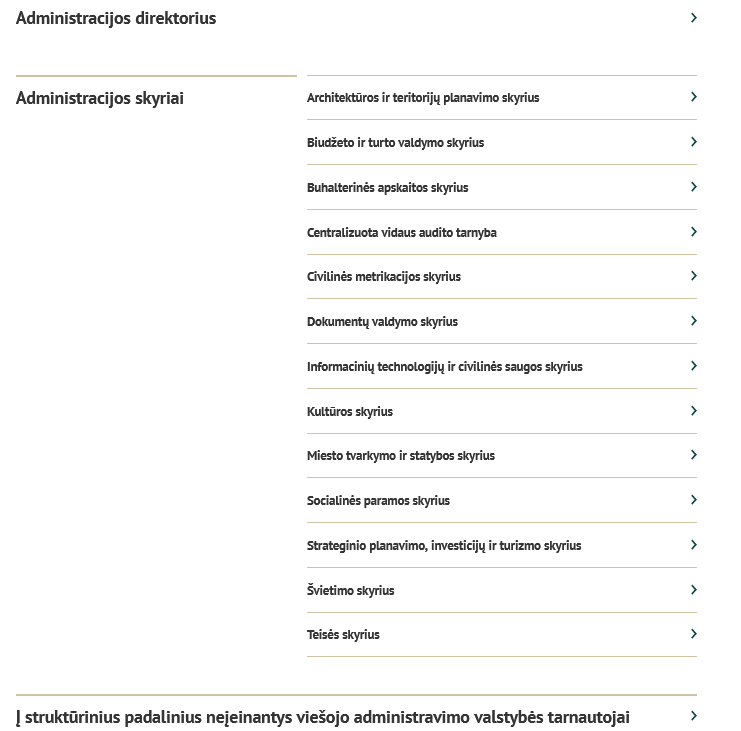 Administracijos direktorius
Administracijos skyriai
Architektūros ir teritorijų planavimo skyrius
Biudžeto ir turto valdymo skyrius
Buhalterinės apskaitos skyrius
Centralizuota vidaus audito tarnyba
Civilinės metrikacijos skyrius
Dokumentų valdymo skyrius
Informacinių technologijų ir civilinės saugos skyrius
Kultūros skyrius
Miesto tvarkymo ir statybos skyrius
Socialinės paramos skyrius
Strateginio planavimo, investicijų ir turizmo skyrius
Švietimo skyrius
Teisės skyrius
Į struktūrinius padalinius neįeinantys viešojo administravimo valstybės tarnautojai